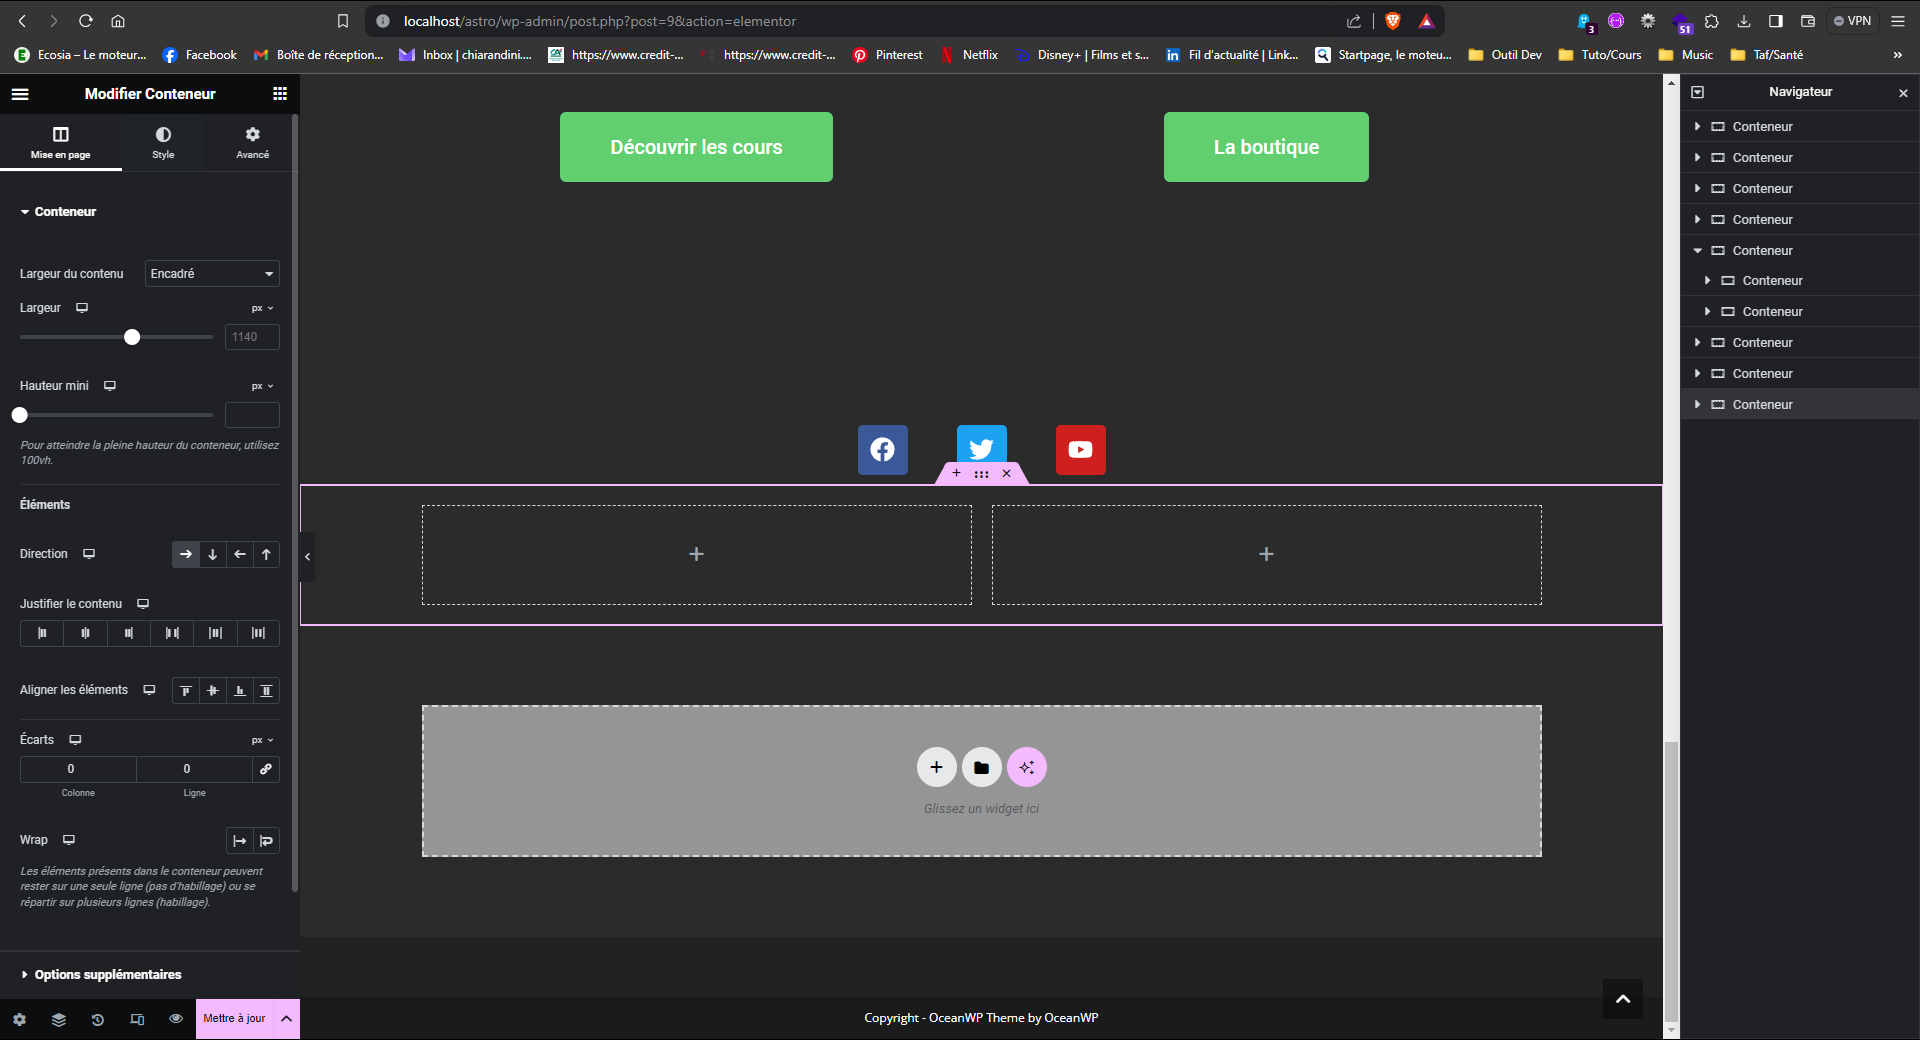 localhost/astro/wp-admin/post.php?post=9&action=elementor
3
51
VPN
Ecosia – Le moteur...
Facebook
Boîte de réception...
Inbox | chiarandini....
https://www.credit-...
https://www.credit-...
Pinterest
Netflix
Disney+ | Films et s...
Fil d'actualité | Link...
Startpage, le moteu...
Outil Dev
Tuto/Cours
Music
Taf/Santé
»
Modifier Conteneur
Mise en page
Style
Avancé
Conteneur
Largeur du contenu
Encadré
Largeur
px
1140
Hauteur mini
px
Pour atteindre la pleine hauteur du conteneur, utilisez
100vh.
Éléments
Direction
Justifier le contenu
Aligner les éléments
Écarts
px
0
0
Colonne
Ligne
Wrap
Les éléments présents dans le conteneur peuvent
rester sur une seule ligne (pas d'habillage) ou se
répartir sur plusieurs lignes (habillage).
Options supplémentaires
Mettre à jour
Découvrir les cours
La boutique
Glissez un widget ici
Copyright - OceanWP Theme by OceanWP
Navigateur
Conteneur
Conteneur
Conteneur
Conteneur
Conteneur
Conteneur
Conteneur
Conteneur
Conteneur
Conteneur